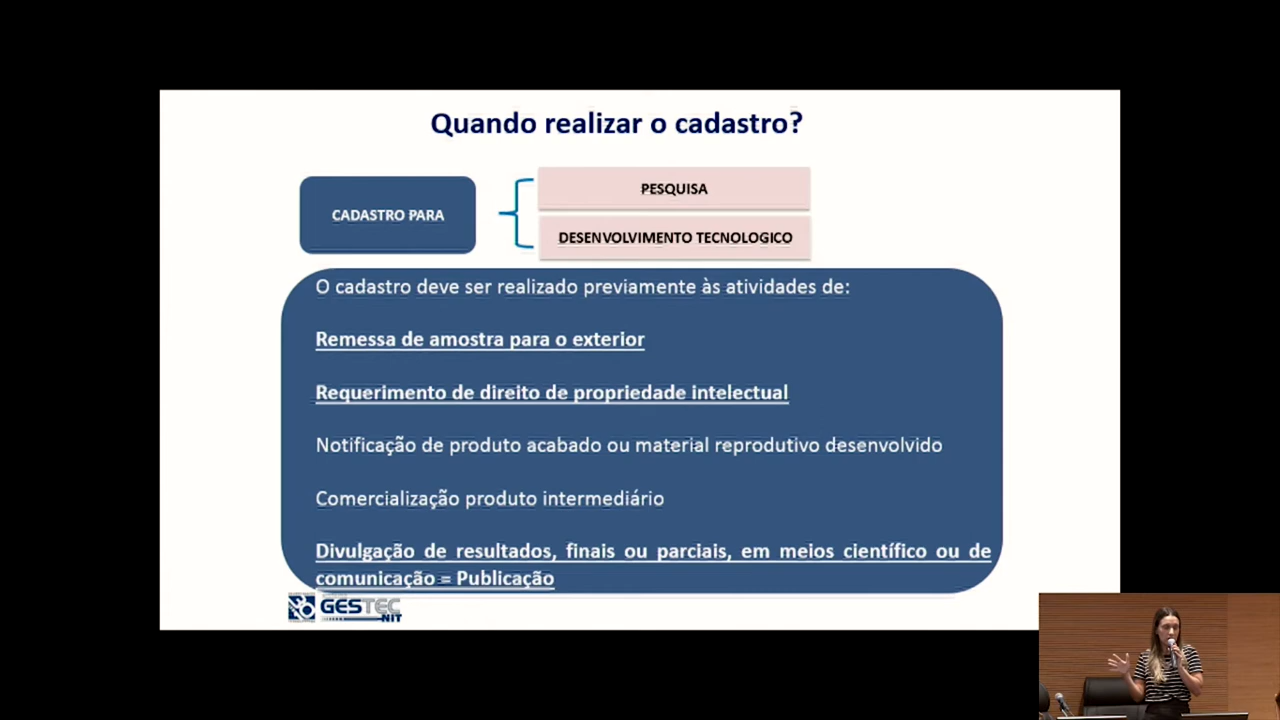 Quando realizar o cadastro?
CADASTRO PARA
PESQUISA
DESENVOLVIMENTO TECNOLOGICO
O cadastro deve ser realizado previamente às atividades de:
Remessa de amostra para o exterior
Requerimento de direito de propriedade intelectual
Notificação de produto acabado ou material reprodutivo desenvolvido
Comercialização produto intermediário
Divulgação de resultados, finais ou parciais, em meios científico ou de
comunicação = Publicação
GESTEC
NIT